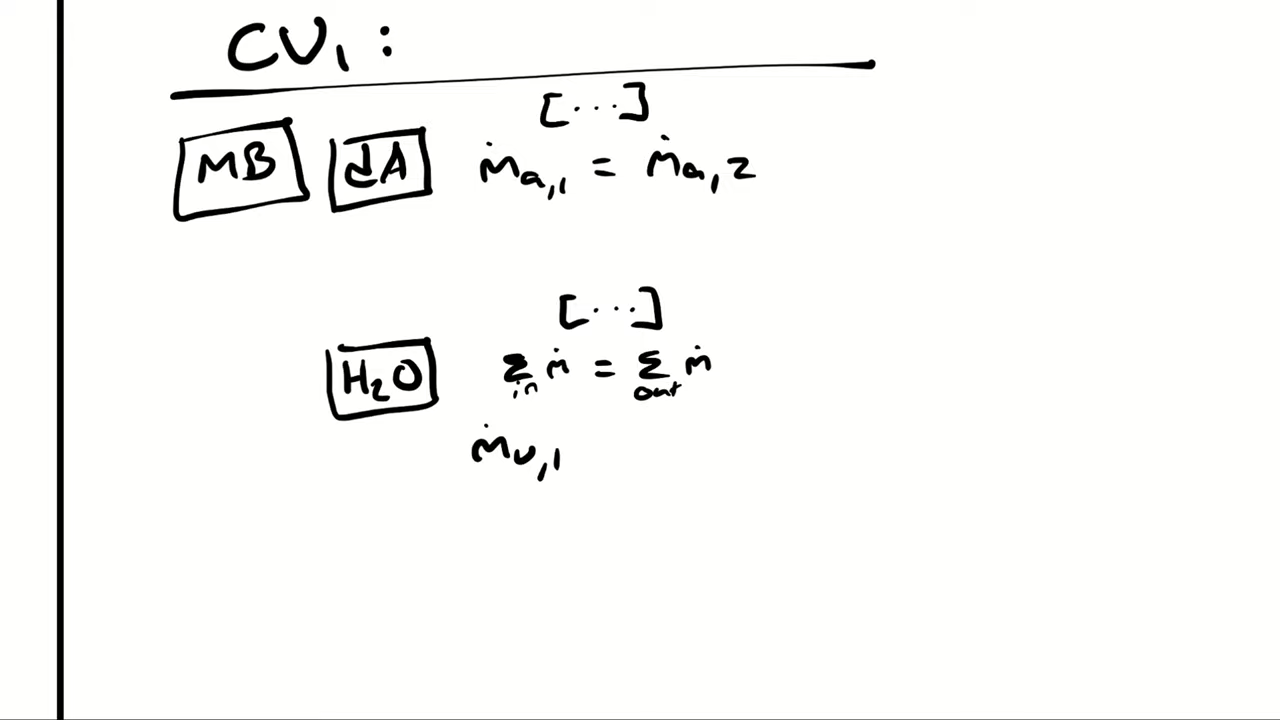 CV₁ :
[...]
MB dA ṁa,1 = ṁa,2
[...]
H₂O Σin ṁ = Σout ṁ
ṁv,1